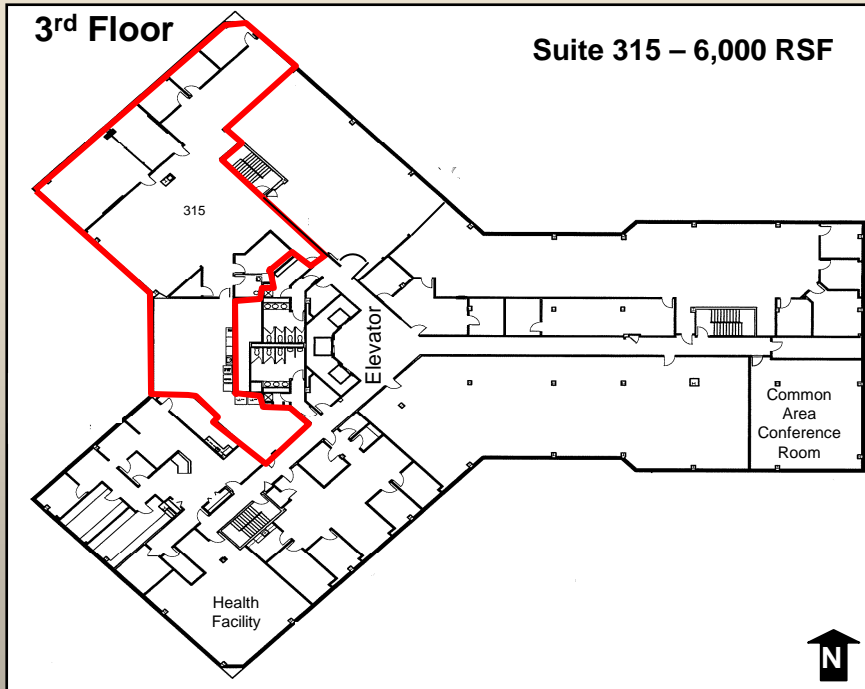 3rd Floor
Suite 315 – 6,000 RSF
315
Elevator
Common
Area
Conference
Room
Health
Facility
N